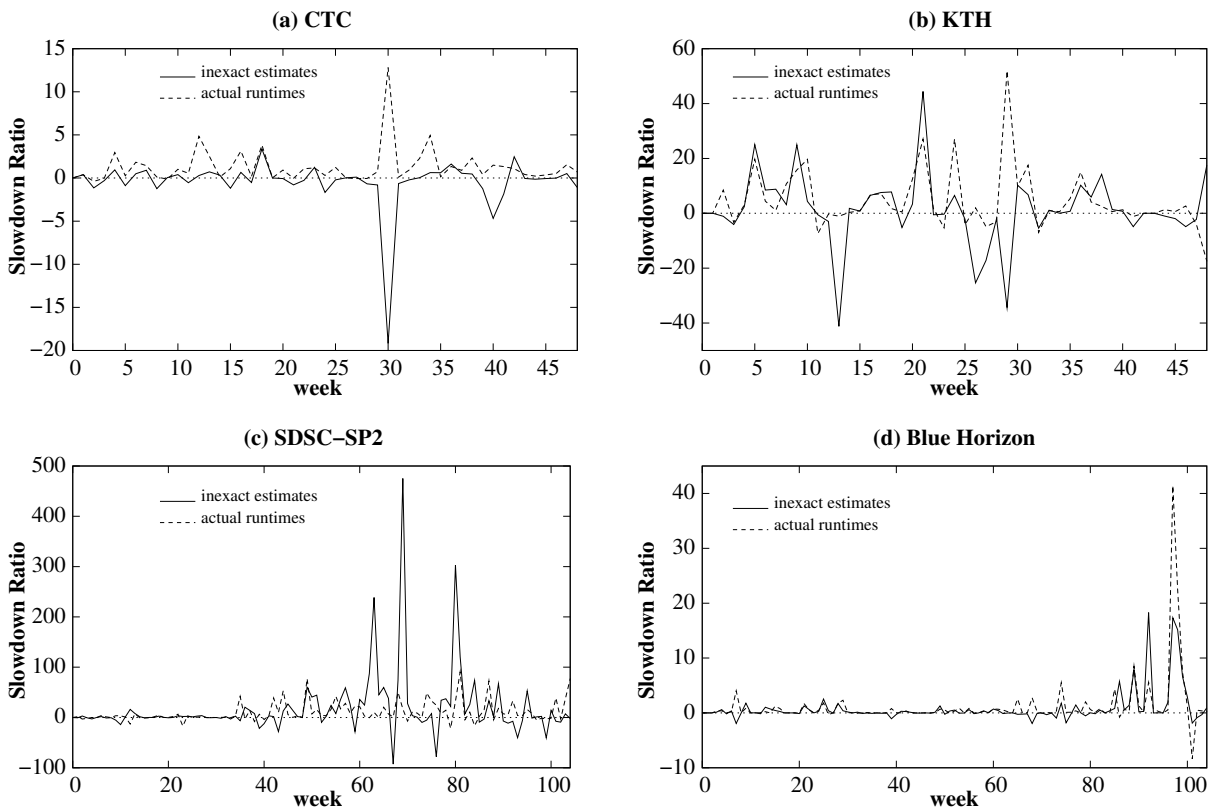 (a) CTC
Slowdown Ratio
15
10
5
0
−5
−10
−15
−20
inexact estimates
actual runtimes
0 5 10 15 20 25 30 35 40 45
week
(b) KTH
Slowdown Ratio
60
40
20
0
−20
−40
inexact estimates
actual runtimes
0 5 10 15 20 25 30 35 40 45
week
(c) SDSC−SP2
Slowdown Ratio
500
400
300
200
100
0
−100
inexact estimates
actual runtimes
0 20 40 60 80 100
week
(d) Blue Horizon
Slowdown Ratio
40
30
20
10
0
−10
inexact estimates
actual runtimes
0 20 40 60 80 100
week